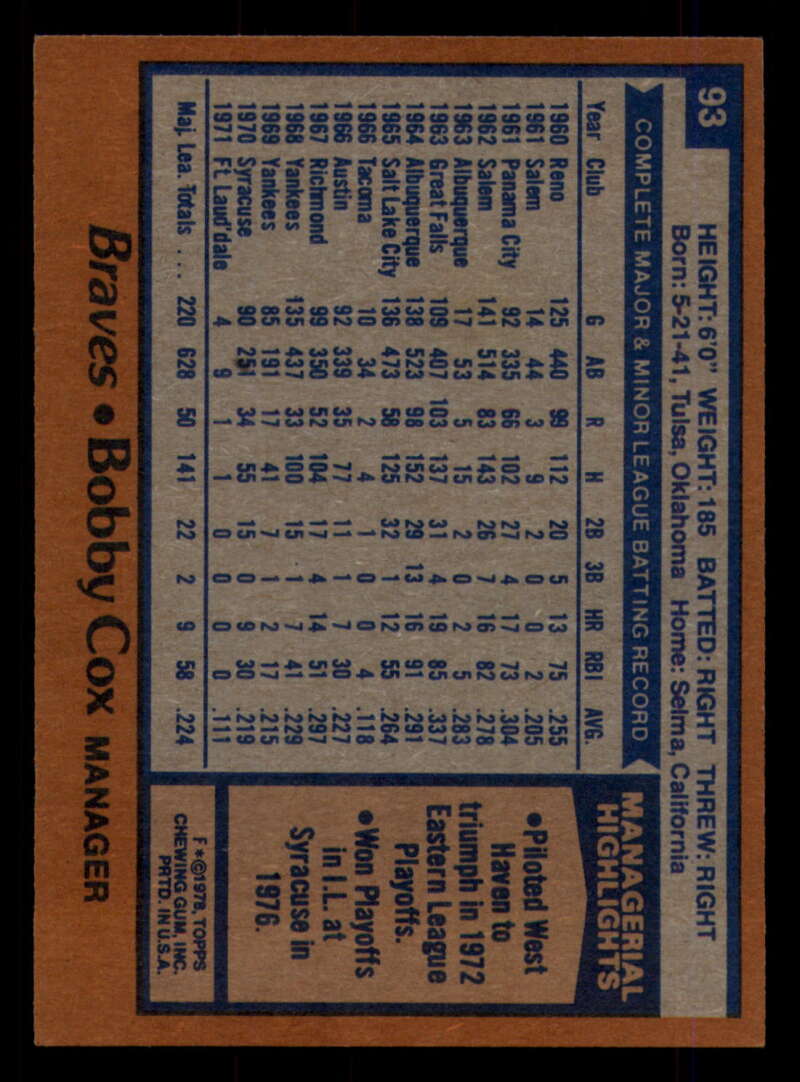 93
HEIGHT: 6'0" WEIGHT: 185 BATTED: RIGHT THREW: RIGHT
Born: 5-21-41, Tulsa, Oklahoma Home: Selma, California
COMPLETE MAJOR & MINOR LEAGUE BATTING RECORD
Year Club G AB R H 2B 3B HR RBI AVG.
1960 Reno 125 440 99 112 20 5 13 75 .255
1961 Salem 14 44 3 9 2 0 0 2 .205
1961 Panama City 92 335 66 102 27 4 17 73 .304
1962 Salem 141 514 83 143 26 7 16 82 .278
1963 Albuquerque 17 53 5 15 2 0 2 5 .283
1963 Great Falls 109 407 103 137 31 4 19 85 .337
1964 Albuquerque 138 523 98 152 29 13 16 91 .291
1965 Salt Lake City 136 473 58 125 32 1 12 55 .264
1966 Tacoma 10 34 2 4 1 0 0 4 .118
1966 Austin 92 339 35 77 11 1 7 30 .227
1967 Richmond 99 350 52 104 17 4 14 51 .297
1968 Yankees 135 437 33 100 15 1 7 41 .229
1969 Yankees 85 191 17 41 7 1 2 17 .215
1970 Syracuse 90 251 34 55 15 0 9 30 .219
1971 Ft. Laud'dale 4 9 1 1 0 0 0 0 .111
Maj. Lea. Totals .... 220 628 50 141 22 2 9 58 .224
MANAGERIAL
HIGHLIGHTS
●Piloted West
Haven to
triumph in 1972
Eastern League
Playoffs.
●Won Playoffs
in I.L. at
Syracuse in
1976.
F*©1978, TOPPS
CHEWING GUM, INC.
PRTD. IN U.S.A.
Braves ● Bobby Cox MANAGER